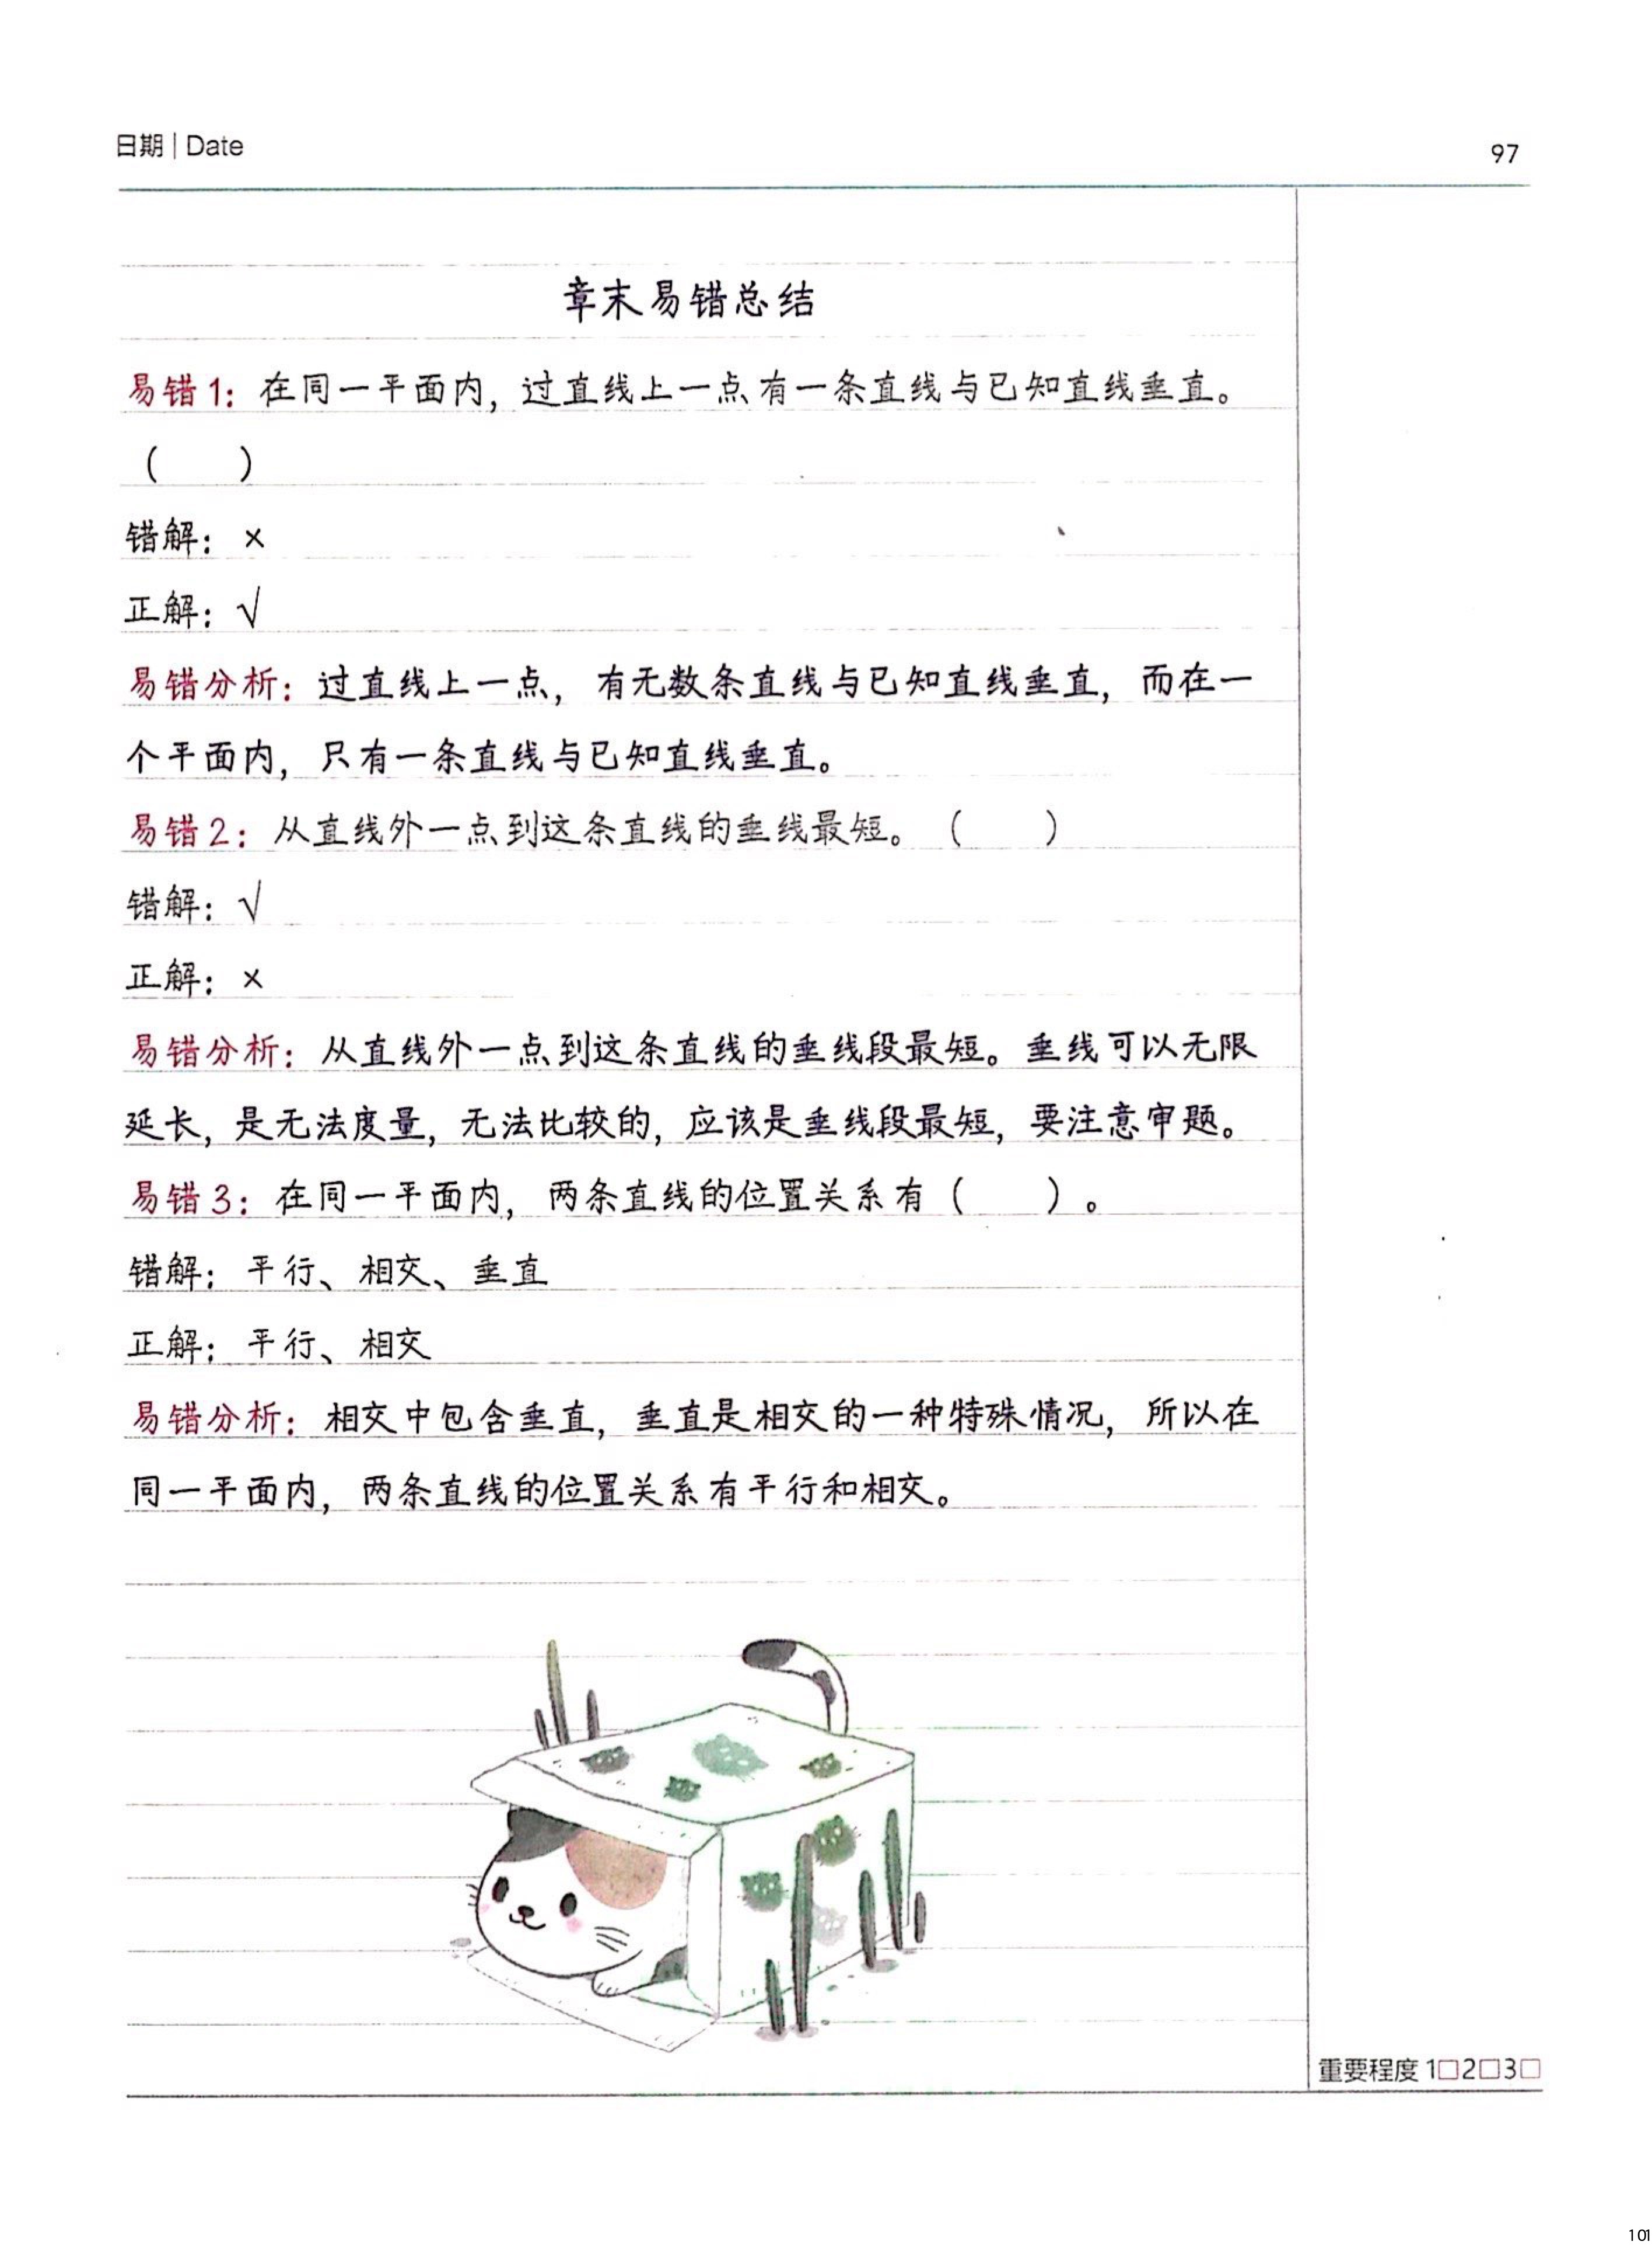 日期 | Date
97
章末易错总结
易错1：在同一平面内，过直线上一点有一条直线与已知直线垂直。
（　　）
错解：×
正解：√
易错分析：过直线上一点，有无数条直线与已知直线垂直，而在一
个平面内，只有一条直线与已知直线垂直。
易错2：从直线外一点到这条直线的垂线最短。（　　）
错解：√
正解：×
易错分析：从直线外一点到这条直线的垂线段最短。垂线可以无限
延长，是无法度量，无法比较的，应该是垂线段最短，要注意审题。
易错3：在同一平面内，两条直线的位置关系有（　　）。
错解：平行、相交、垂直
正解：平行、相交
易错分析：相交中包含垂直，垂直是相交的一种特殊情况，所以在
同一平面内，两条直线的位置关系有平行和相交。
重要程度 1□2□3□
101